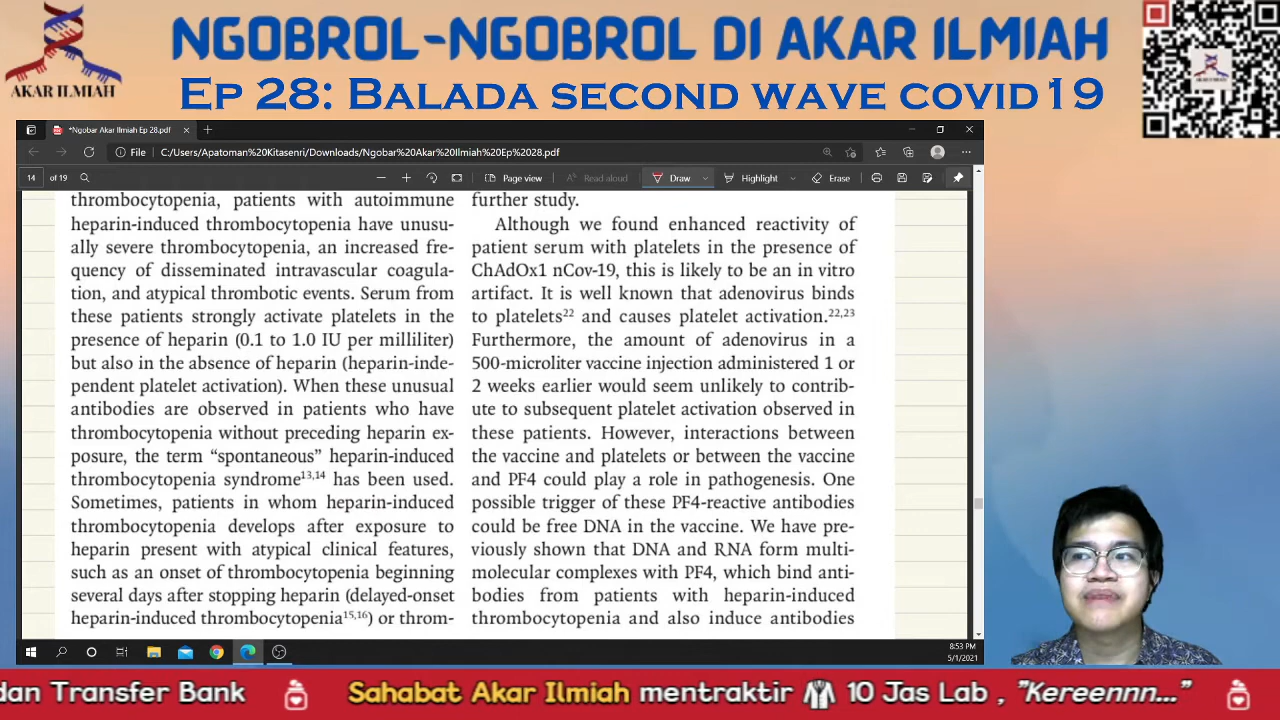 NGOBROL-NGOBROL DI AKAR ILMIAH
EP 28: BALADA SECOND WAVE COVID19
AKAR ILMIAH
*Ngobar Akar Ilmiah Ep 28.pdf
File C:/Users/Apatoman%20Kitasenri/Downloads/Ngobar%20Akar%20Ilmiah%20Ep%2028.pdf
14 of 19 Page view Read aloud Draw Highlight Erase
thrombocytopenia, patients with autoimmune
heparin-induced thrombocytopenia have unusu-
ally severe thrombocytopenia, an increased fre-
quency of disseminated intravascular coagula-
tion, and atypical thrombotic events. Serum from
these patients strongly activate platelets in the
presence of heparin (0.1 to 1.0 IU per milliliter)
but also in the absence of heparin (heparin-inde-
pendent platelet activation). When these unusual
antibodies are observed in patients who have
thrombocytopenia without preceding heparin ex-
posure, the term “spontaneous” heparin-induced
thrombocytopenia syndrome13,14 has been used.
Sometimes, patients in whom heparin-induced
thrombocytopenia develops after exposure to
heparin present with atypical clinical features,
such as an onset of thrombocytopenia beginning
several days after stopping heparin (delayed-onset
heparin-induced thrombocytopenia15,16) or throm-
further study.
Although we found enhanced reactivity of
patient serum with platelets in the presence of
ChAdOx1 nCov-19, this is likely to be an in vitro
artifact. It is well known that adenovirus binds
to platelets22 and causes platelet activation.22,23
Furthermore, the amount of adenovirus in a
500-microliter vaccine injection administered 1 or
2 weeks earlier would seem unlikely to contrib-
ute to subsequent platelet activation observed in
these patients. However, interactions between
the vaccine and platelets or between the vaccine
and PF4 could play a role in pathogenesis. One
possible trigger of these PF4-reactive antibodies
could be free DNA in the vaccine. We have pre-
viously shown that DNA and RNA form multi-
molecular complexes with PF4, which bind anti-
bodies from patients with heparin-induced
thrombocytopenia and also induce antibodies
8:53 PM
5/1/2021
dan Transfer Bank Sahabat Akar Ilmiah mentraktir 10 Jas Lab , "Kereennn..."